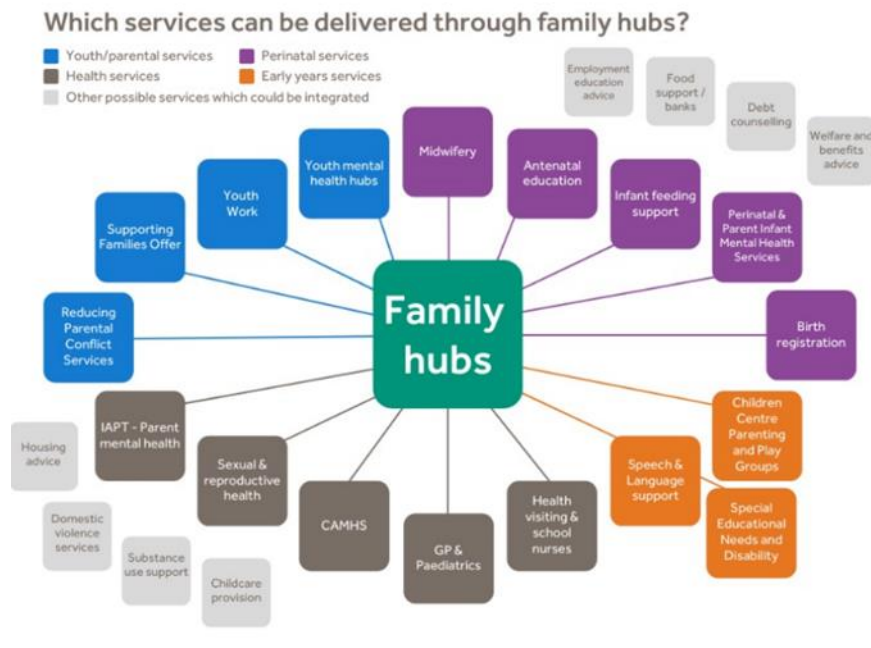 Which services can be delivered through family hubs?
Youth/parental services
Perinatal services
Health services
Early years services
Other possible services which could be integrated
Employment
education
advice
Food
support /
banks
Debt
counselling
Welfare and
benefits
advice
Midwifery
Youth mental
health hubs
Antenatal
education
Youth
Work
Infant feeding
support
Supporting
Families Offer
Perinatal &
Parent Infant
Mental Health
Services
Reducing
Parental
Conflict
Services
Family
hubs
Birth
registration
IAPT - Parent
mental health
Children
Centre
Parenting
and Play
Groups
Housing
advice
Sexual &
reproductive
health
Speech &
Language
support
CAMHS
GP &
Paediatrics
Health
visiting &
school
nurses
Special
Educational
Needs and
Disability
Domestic
violence
services
Substance
use support
Childcare
provision